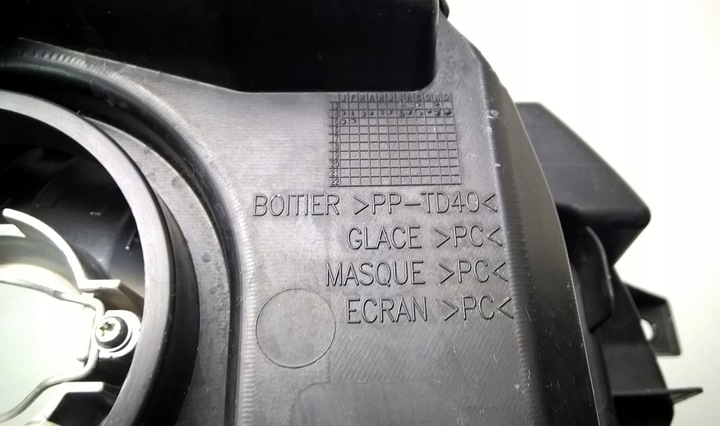 J F M A M J J A S O N D
BOITIER >PP-TD40<
GLACE >PC<
MASQUE >PC<
ECRAN >PC<